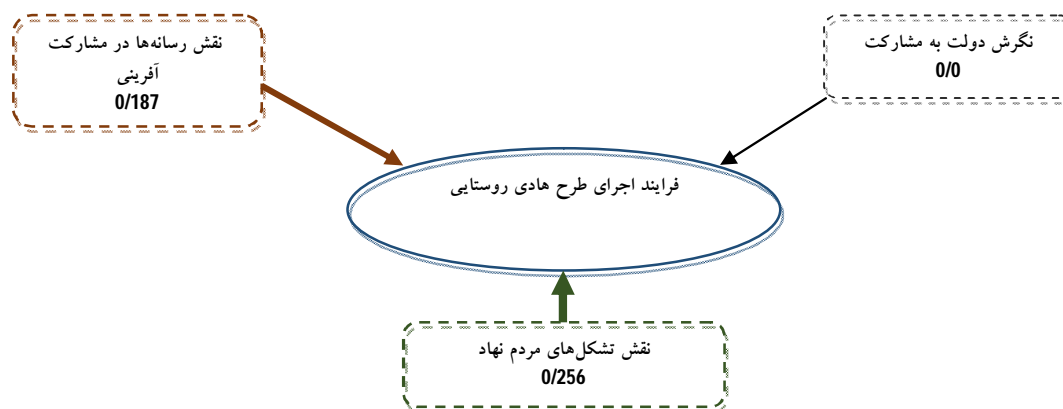 نگرش دولت به مشارکت
0/0
نقش رسانه‌ها در مشارکت
آفرینی
0/187
فرایند اجرای طرح هادی روستایی
نقش تشکل‌های مردم نهاد
0/256